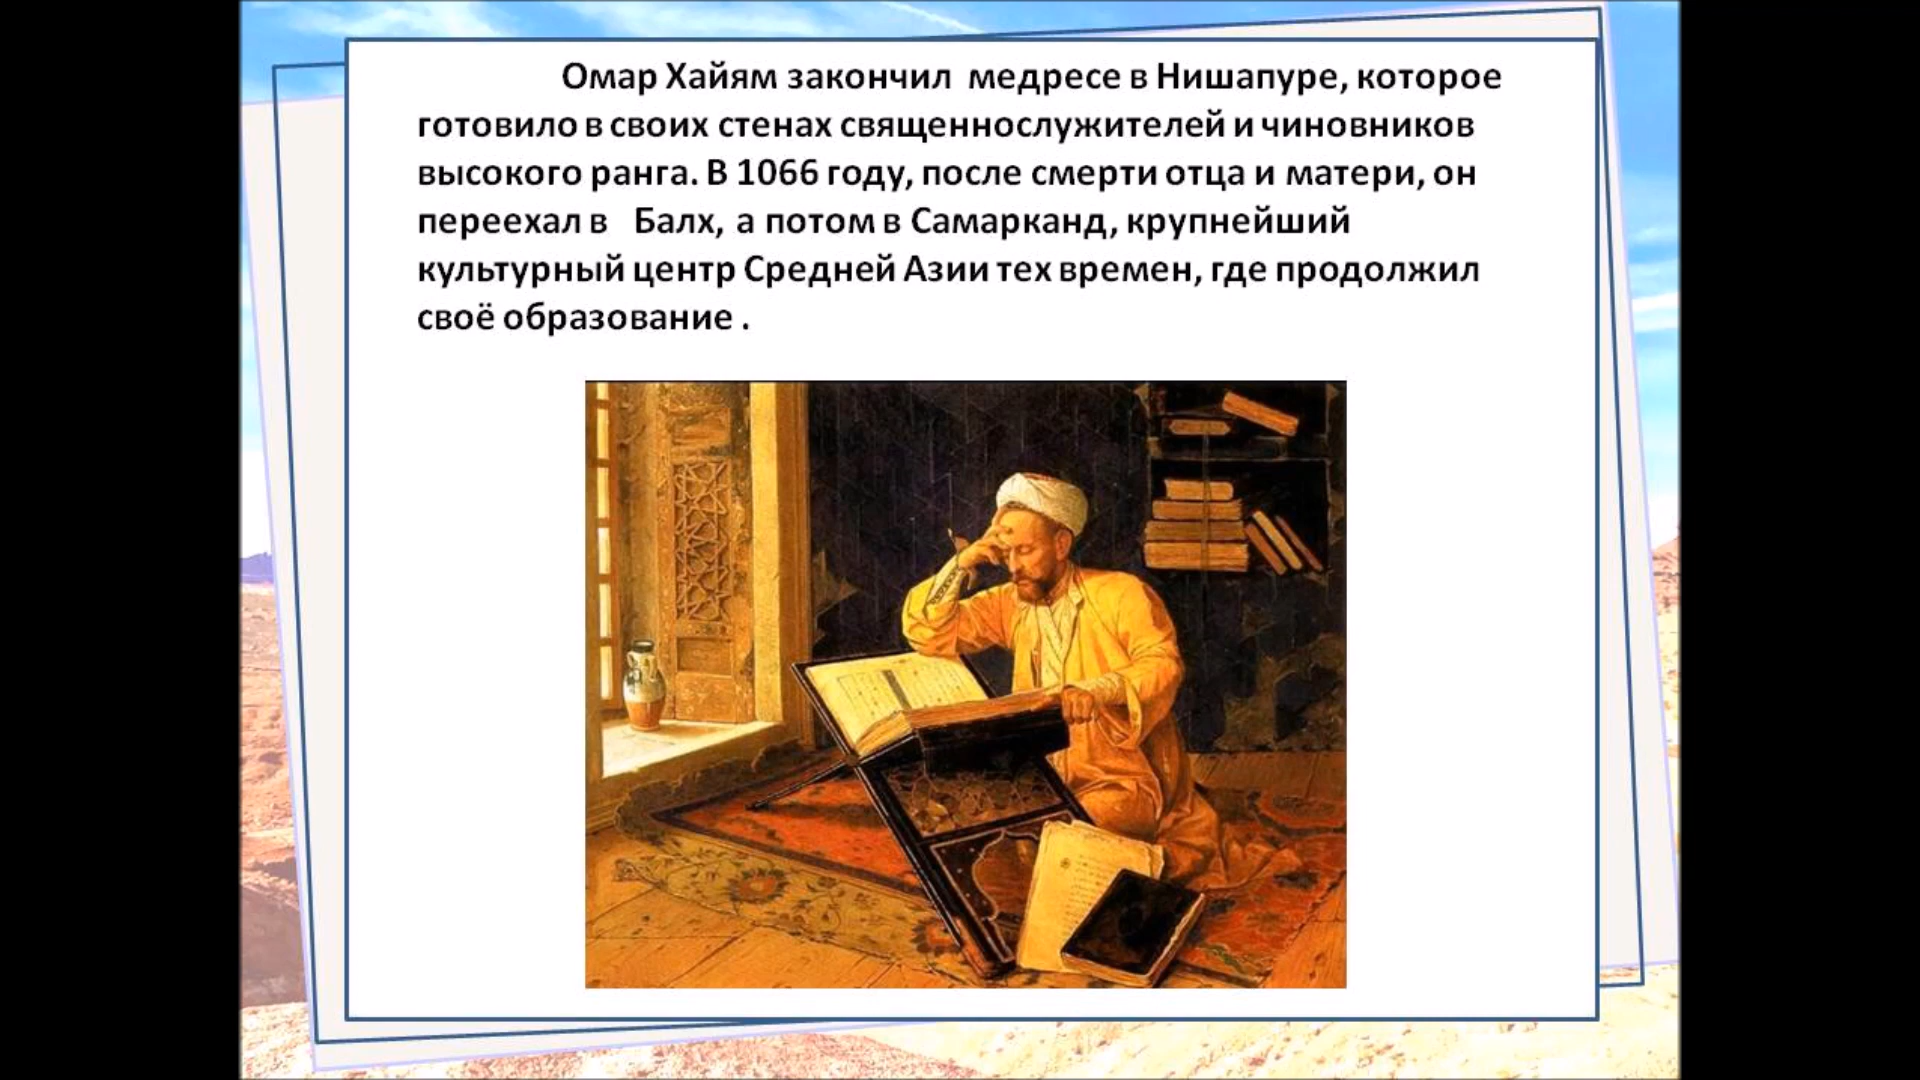 Омар Хайям закончил медресе в Нишапуре, которое
готовило в своих стенах священнослужителей и чиновников
высокого ранга. В 1066 году, после смерти отца и матери, он
переехал в Балх, а потом в Самарканд, крупнейший
культурный центр Средней Азии тех времен, где продолжил
своё образование .